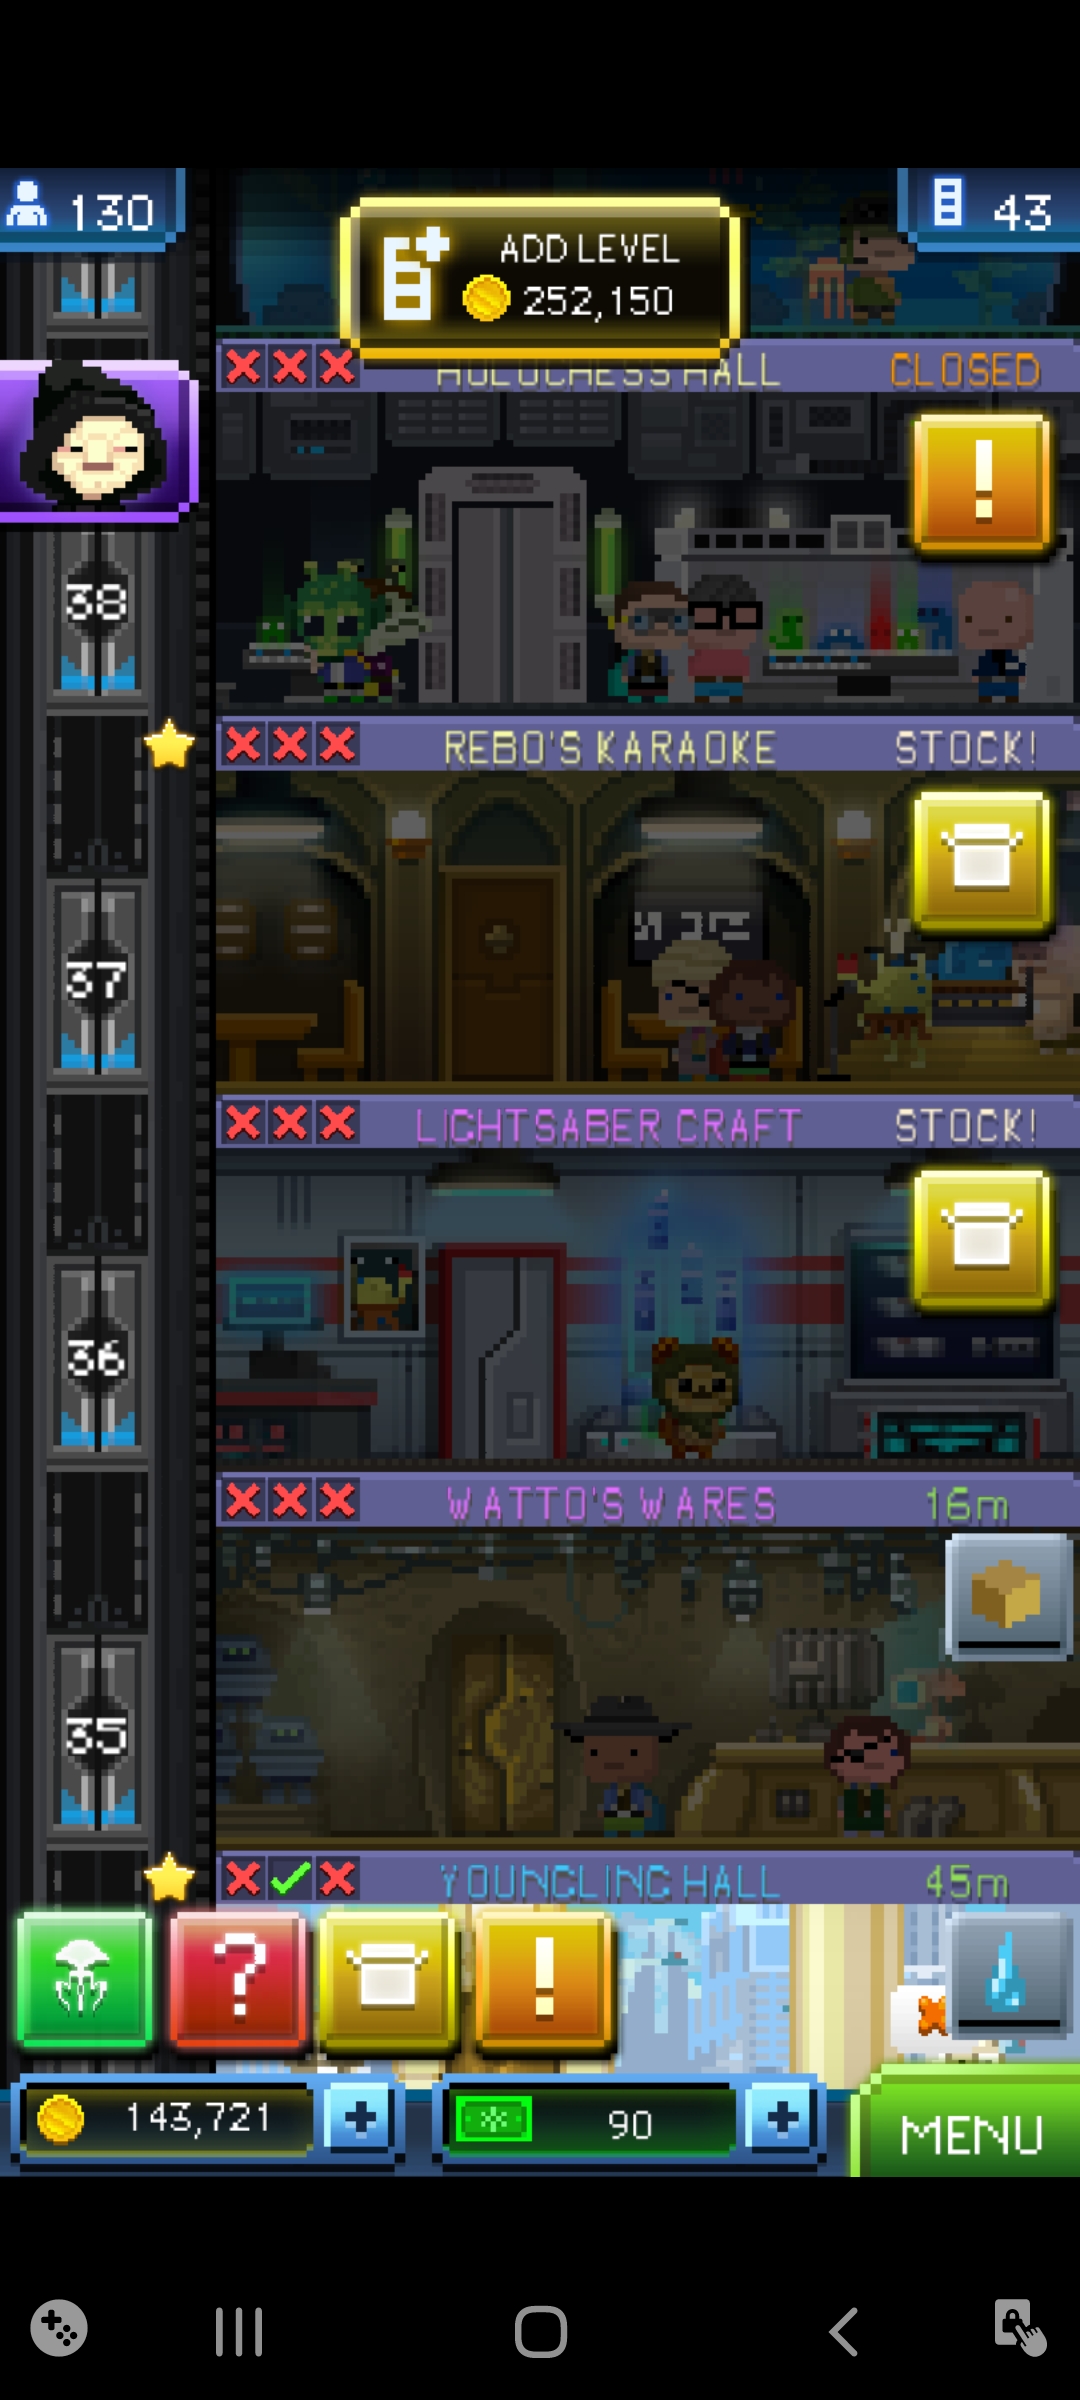 130
ADD LEVEL
252,150
43
HOLOCHESS HALL
CLOSED
!
38
REBO'S KARAOKE
STOCK!
37
LIGHTSABER CRAFT
STOCK!
36
WATTO'S WARES
16m
35
YOUNGLING HALL
45m
?
!
143,721
+
90
+
MENU